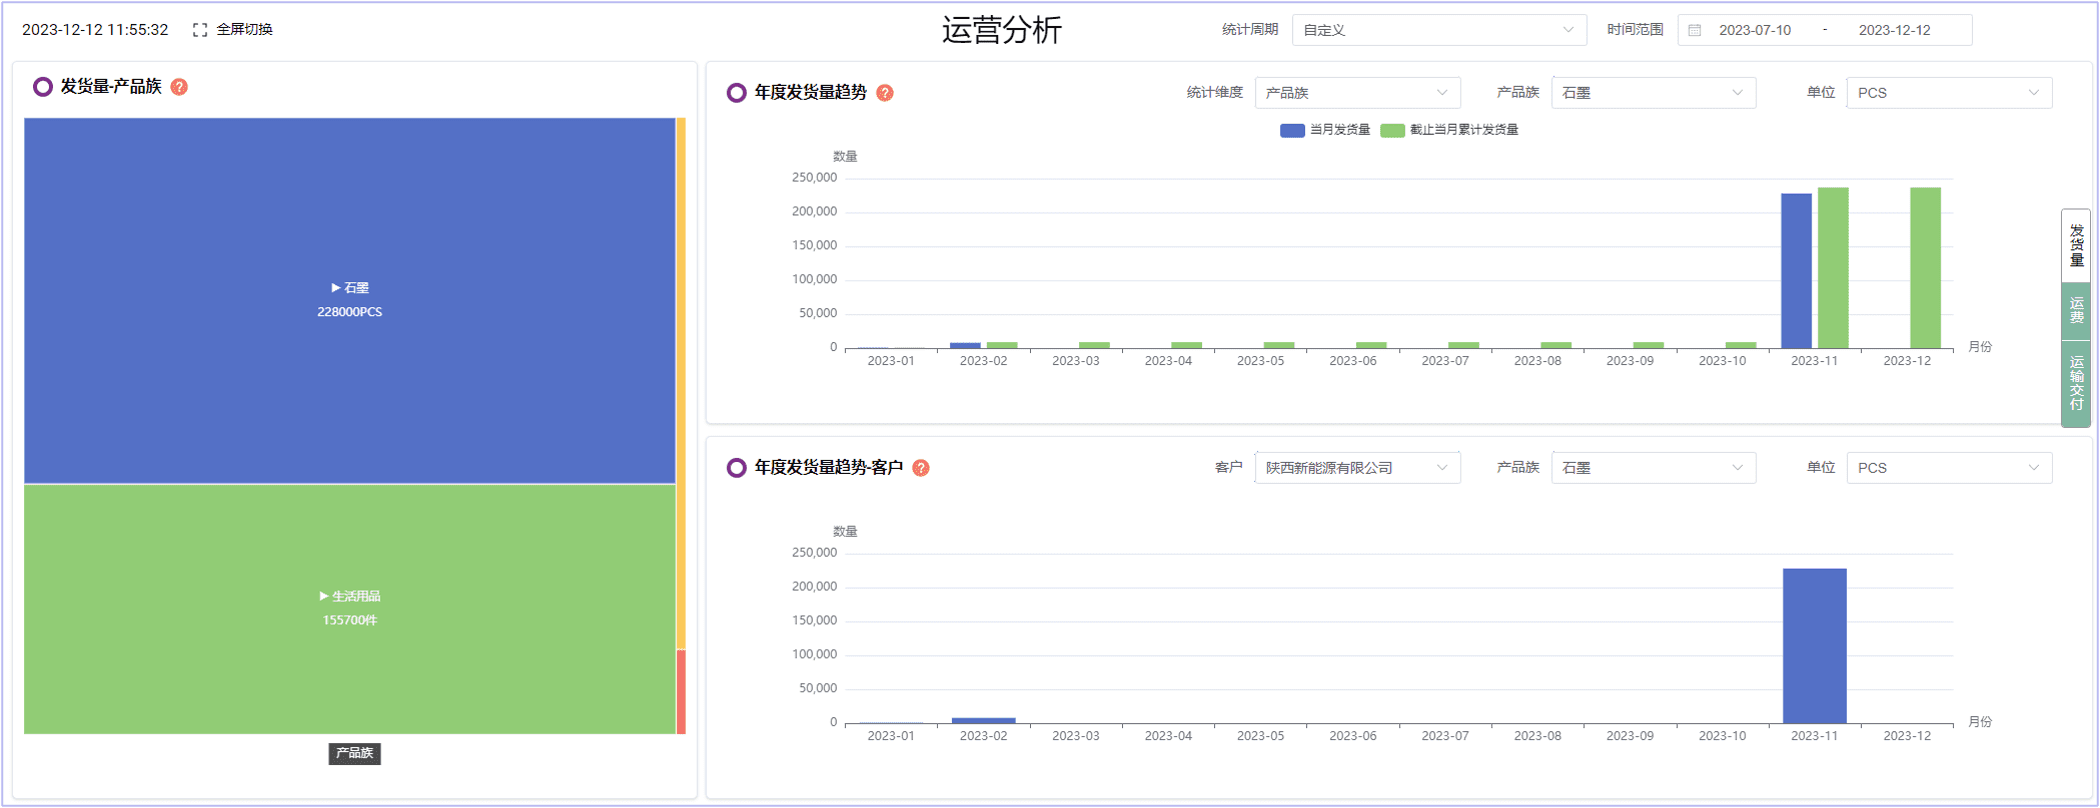 2023-12-12 11:55:32 全屏切换
运营分析
统计周期 自定义 时间范围 2023-07-10 - 2023-12-12
发货量-产品族 ?
▶ 石墨
228000PCS
▶ 生活用品
155700件
产品族
年度发货量趋势 ?
统计维度 产品族 产品族 石墨 单位 PCS
当月发货量 截止当月累计发货量
数量
250,000
200,000
150,000
100,000
50,000
0
2023-01 2023-02 2023-03 2023-04 2023-05 2023-06 2023-07 2023-08 2023-09 2023-10 2023-11 2023-12
月份
年度发货量趋势-客户 ?
客户 陕西新能源有限公司 产品族 石墨 单位 PCS
数量
250,000
200,000
150,000
100,000
50,000
0
2023-01 2023-02 2023-03 2023-04 2023-05 2023-06 2023-07 2023-08 2023-09 2023-10 2023-11 2023-12
月份
发货量
运费
运输交付